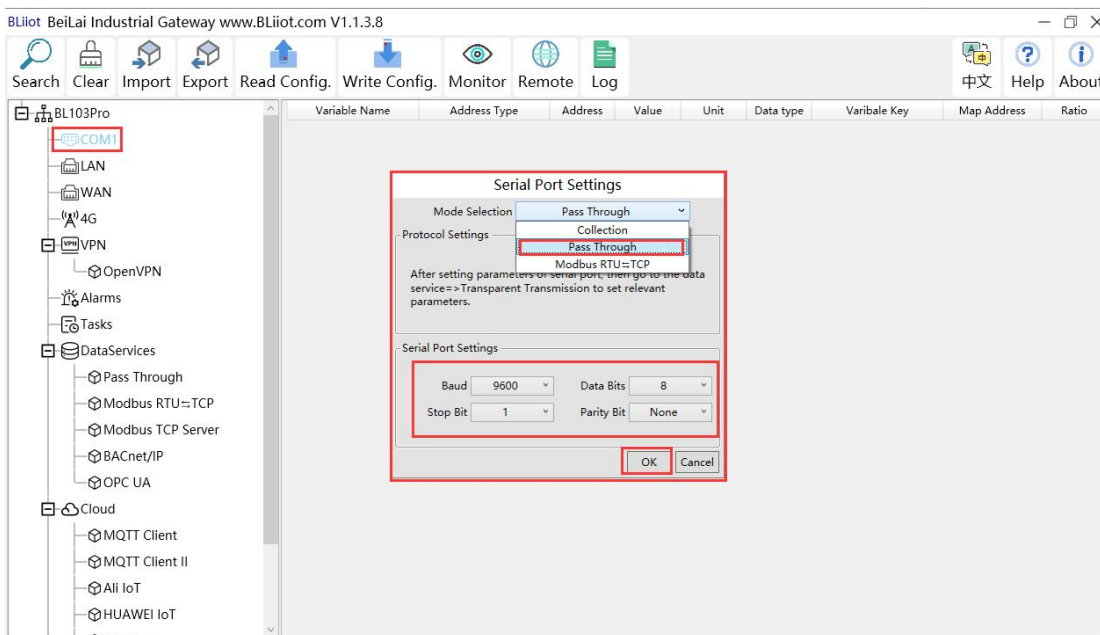 BLiiot BeiLai Industrial Gateway www.BLiiot.com V1.1.3.8
Search Clear Import Export Read Config. Write Config. Monitor Remote Log 中文 Help About
BL103Pro
COM1
LAN
WAN
4G
VPN VPN
OpenVPN
Alarms
Tasks
DataServices
Pass Through
Modbus RTU⇆TCP
Modbus TCP Server
BACnet/IP
OPC UA
Cloud
MQTT Client
MQTT Client II
Ali IoT
HUAWEI IoT
Variable Name Address Type Address Value Unit Data type Varibale Key Map Address Ratio
Serial Port Settings
Mode Selection Pass Through
Collection
Pass Through
Modbus RTU⇆TCP
Protocol Settings
After setting parameters of serial port, then go to the data
service=>Transparent Transmission to set relevant
parameters.
Serial Port Settings
Baud 9600 Data Bits 8
Stop Bit 1 Parity Bit None
OK Cancel